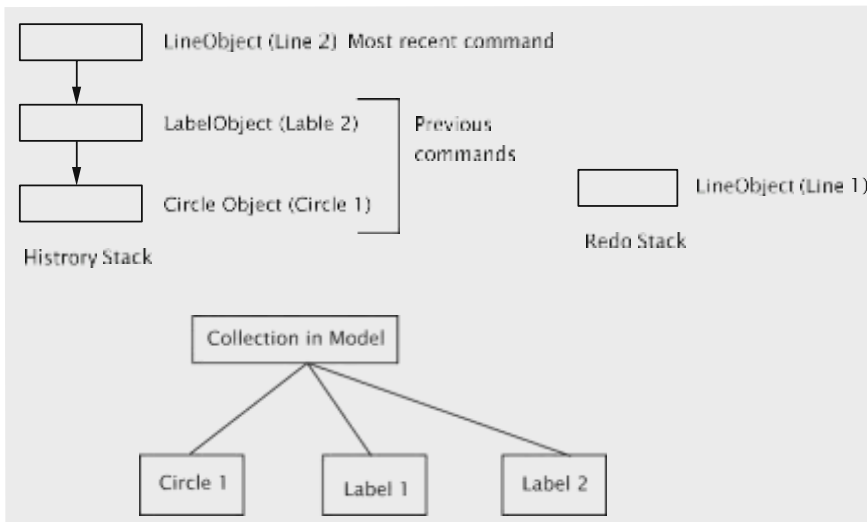 LineObject (Line 2) Most recent command
LabelObject (Lable 2)
Previous
commands
Circle Object (Circle 1)
LineObject (Line 1)
Histrory Stack
Redo Stack
Collection in Model
Circle 1
Label 1
Label 2